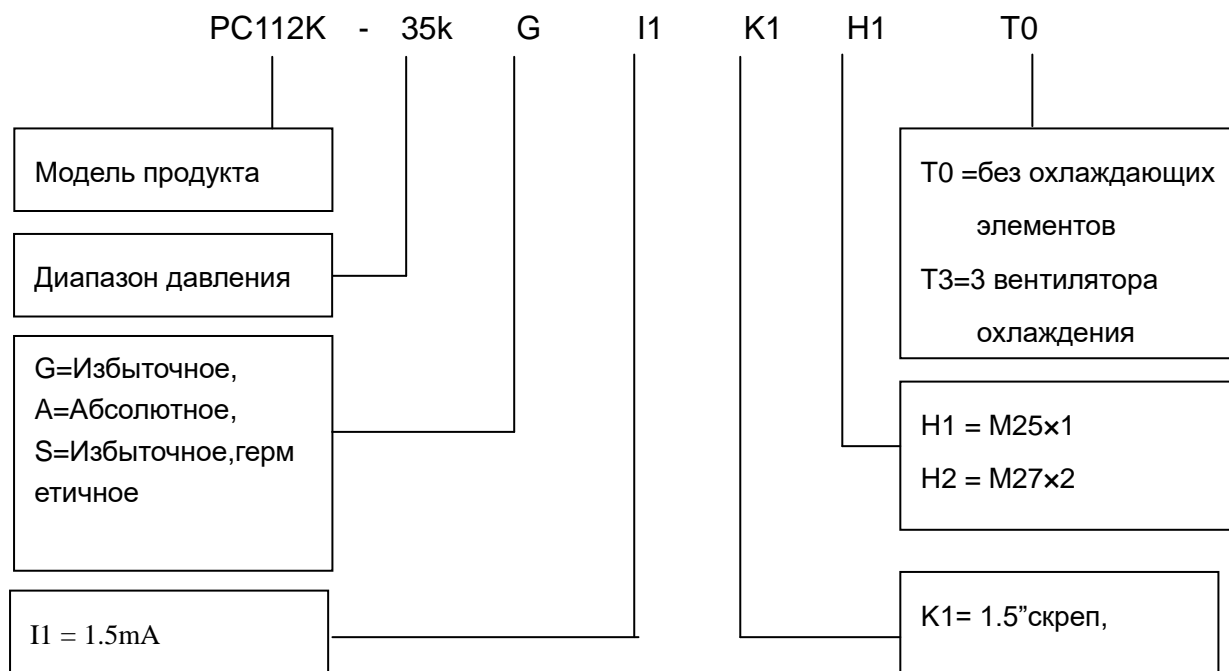 PC112K - 35k G I1 K1 H1 T0
Модель продукта
Диапазон давления
G=Избыточное,
A=Абсолютное,
S=Избыточное,герм
етичное
I1 = 1.5mA
T0 =без охлаждающих
элементов
T3=3 вентилятора
охлаждения
H1 = M25×1
H2 = M27×2
K1= 1.5”скреп,